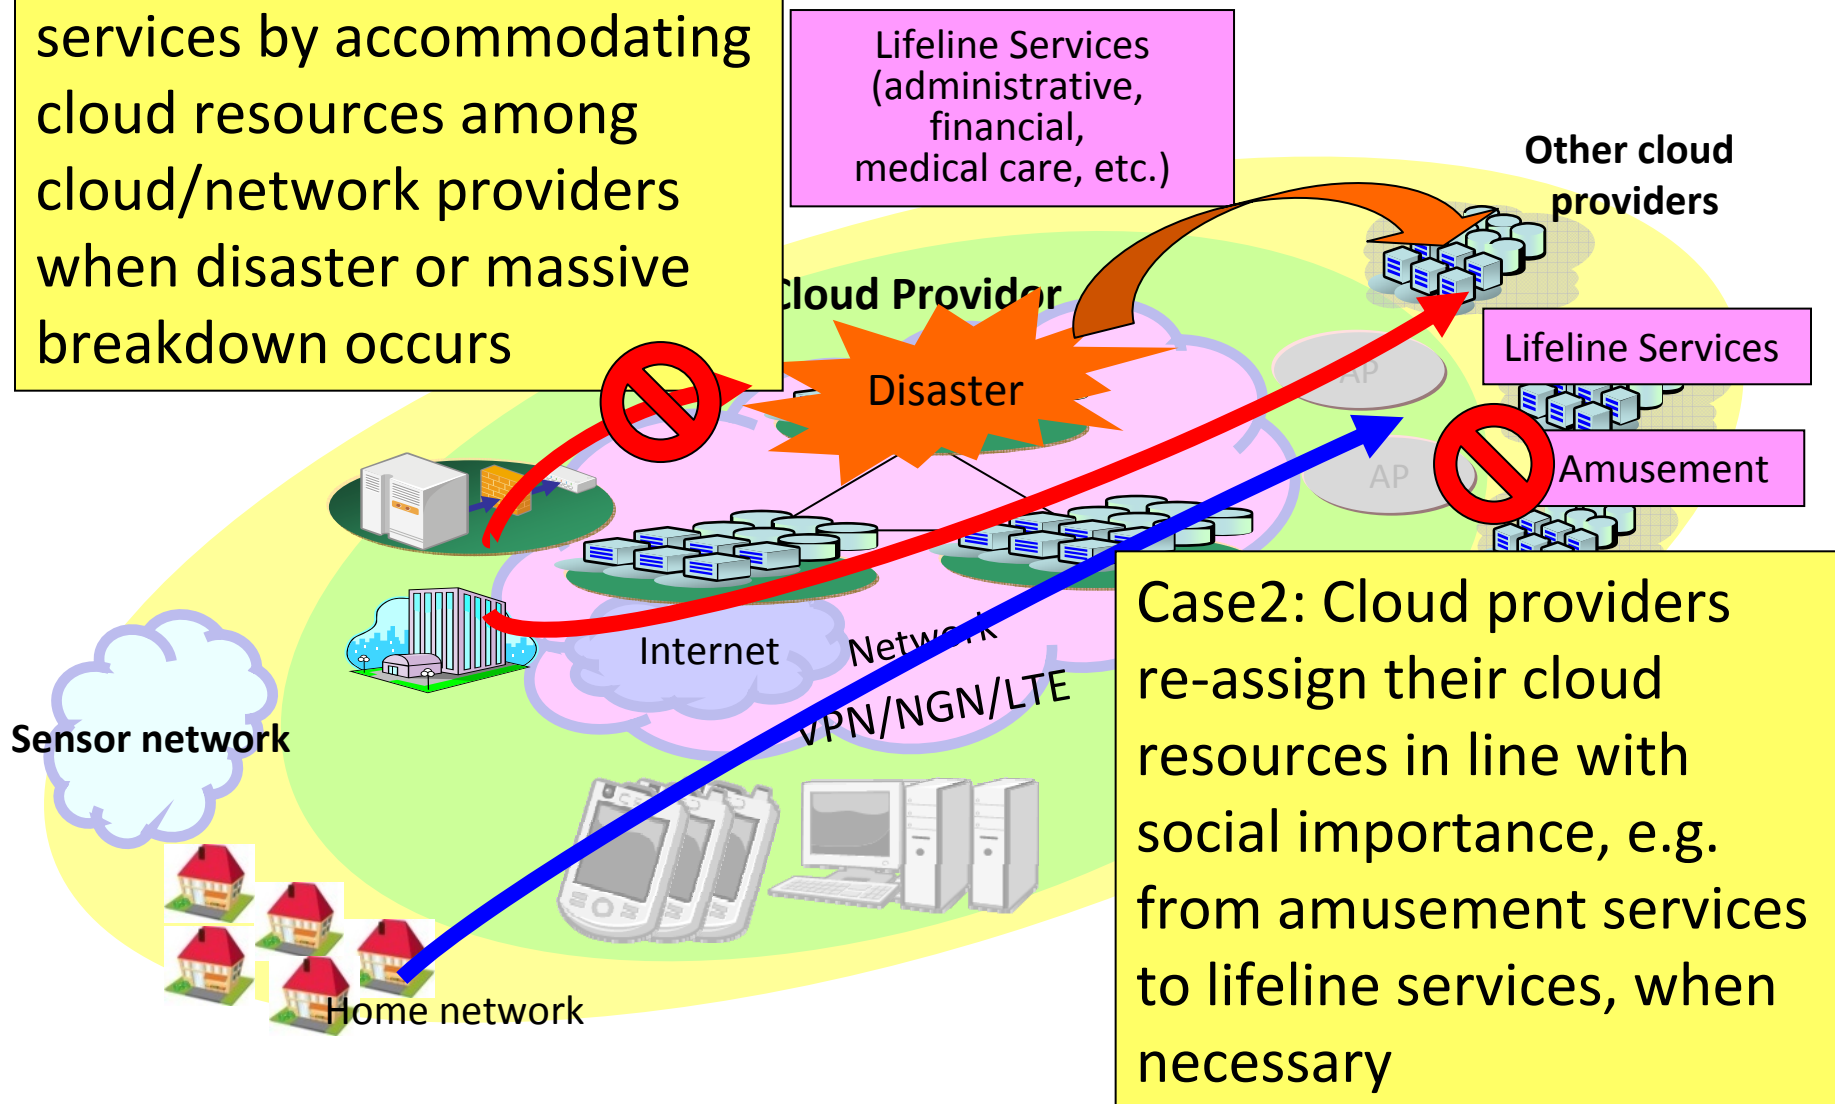 services by accommodating
cloud resources among
cloud/network providers
when disaster or massive
breakdown occurs
Lifeline Services
(administrative,
financial,
medical care, etc.)
Other cloud
providers
Cloud Provider
Disaster
Lifeline Services
AP
Amusement
AP
Internet
Network
VPN/NGN/LTE
Sensor network
Home network
Case2: Cloud providers
re-assign their cloud
resources in line with
social importance, e.g.
from amusement services
to lifeline services, when
necessary